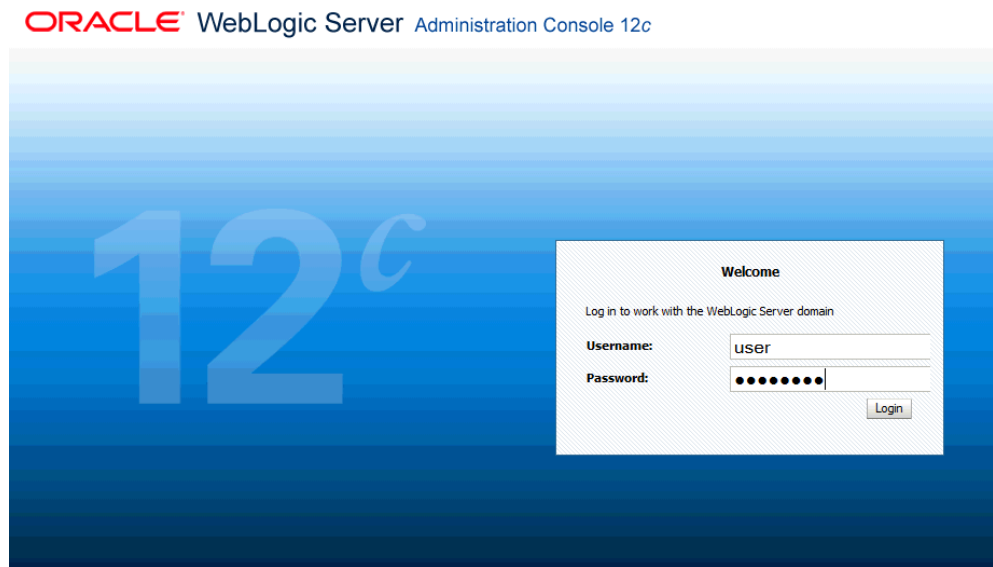 ORACLE WebLogic Server Administration Console 12c
12c
Welcome
Log in to work with the WebLogic Server domain
Username: user
Password: ●●●●●●●●
Login